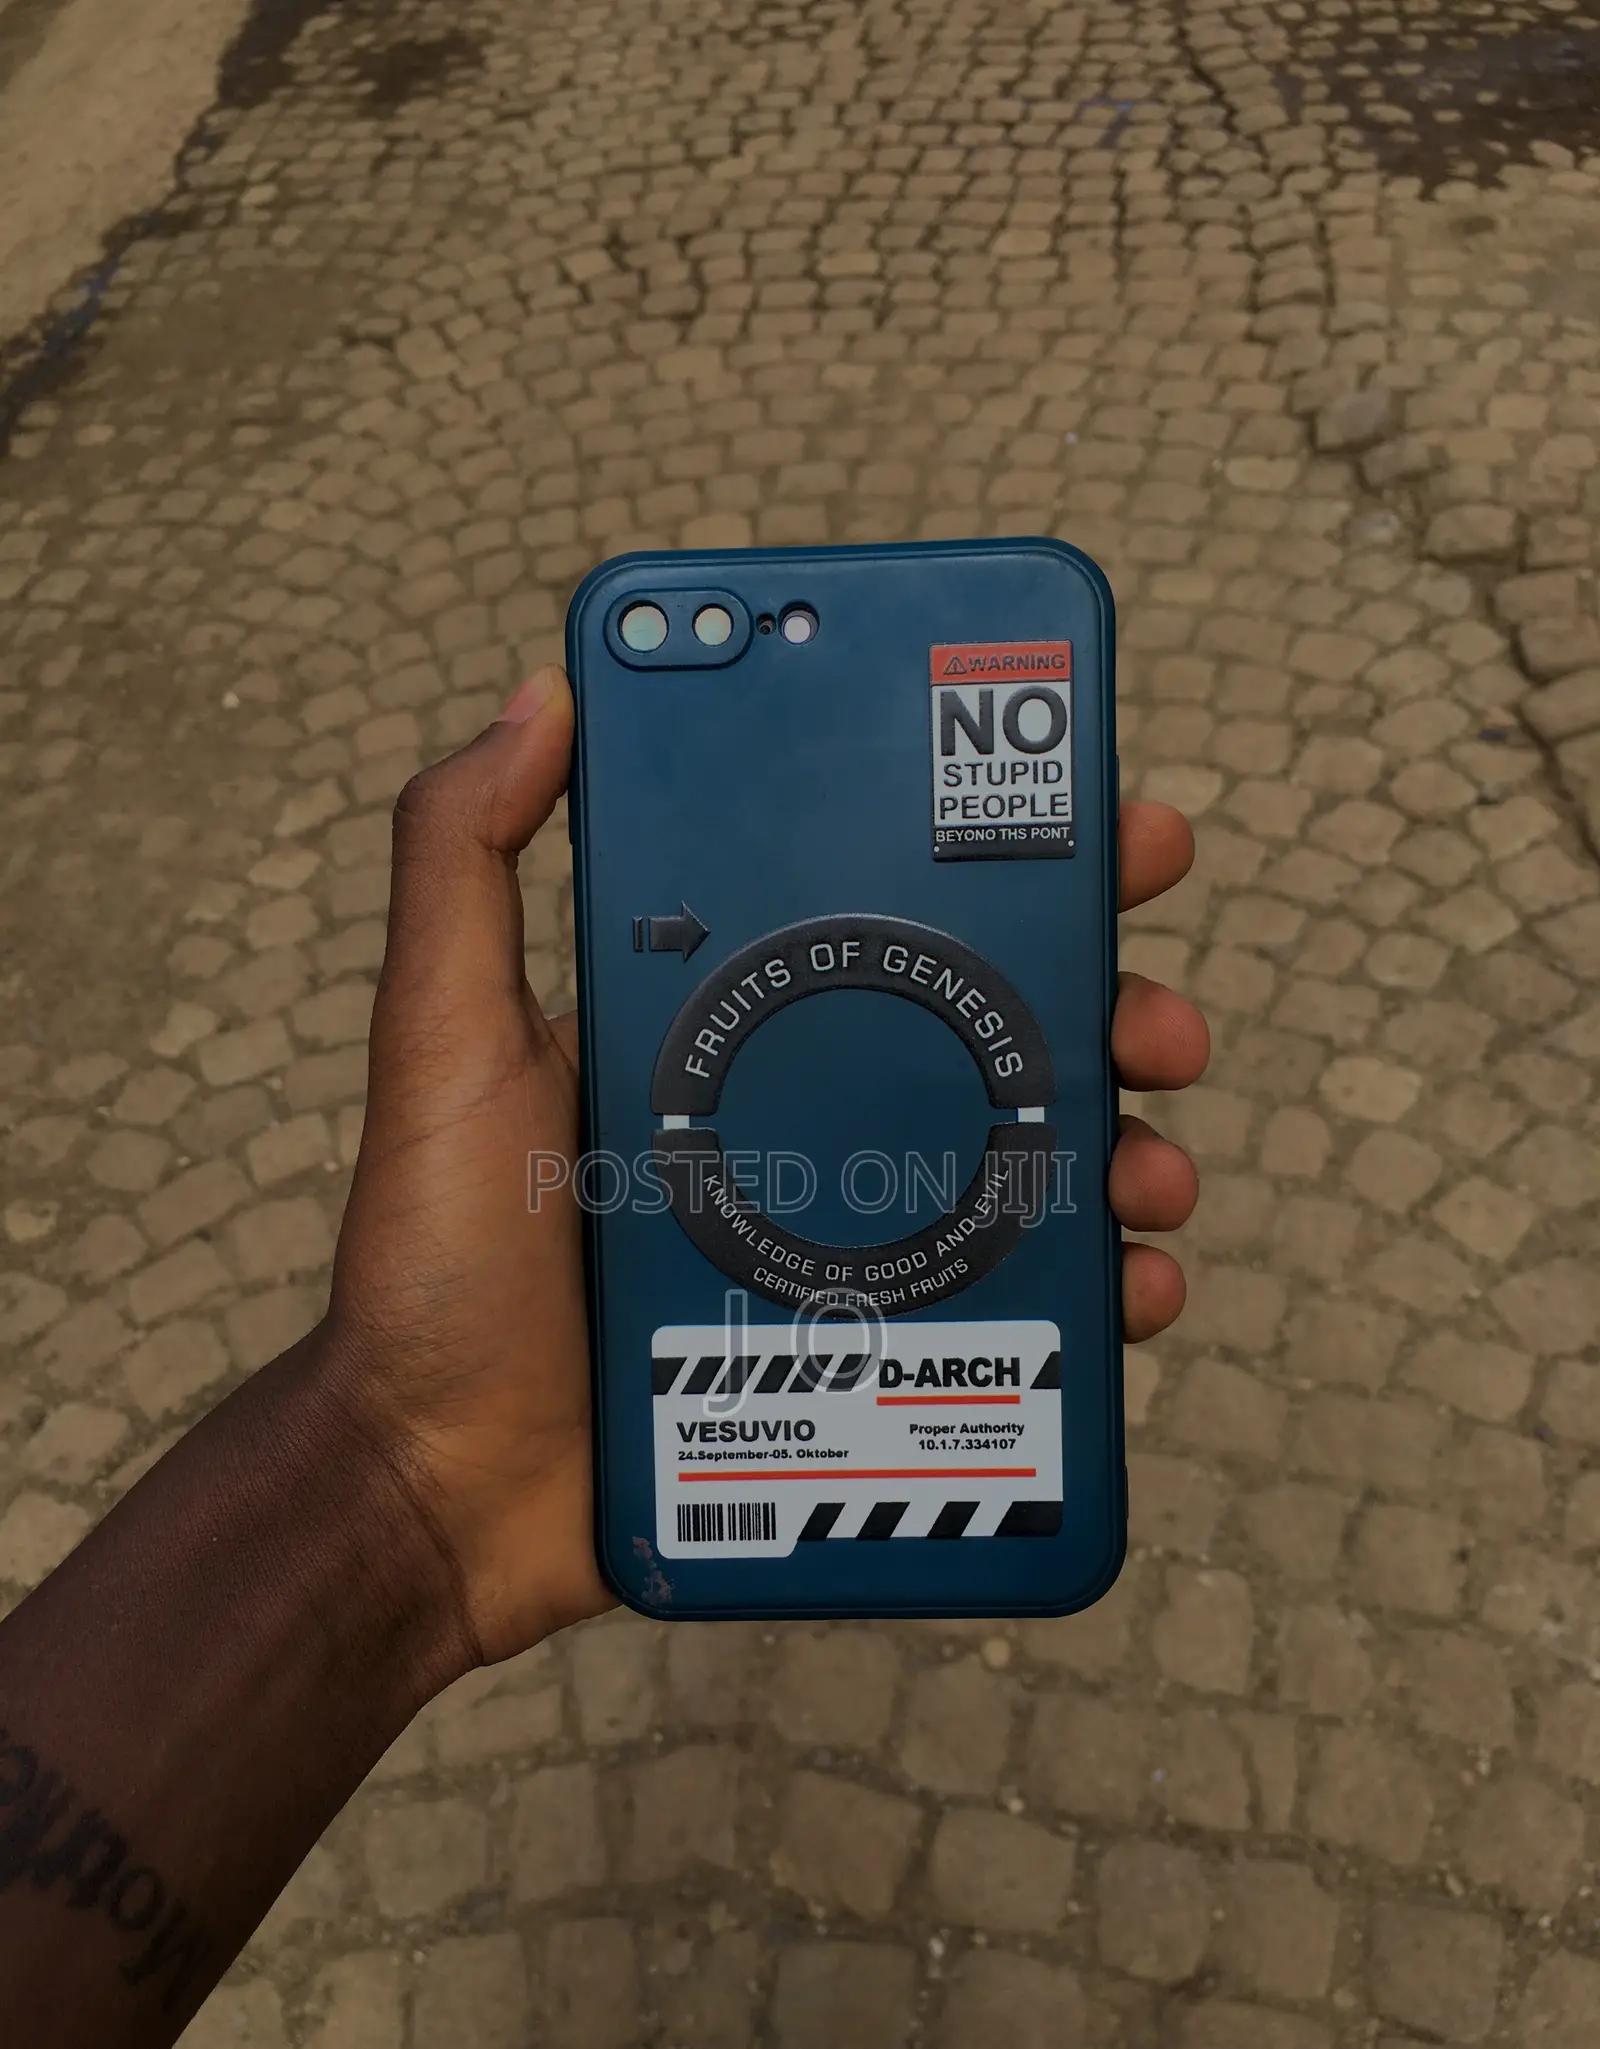 WARNING
NO
STUPID
PEOPLE
BEYONO THS PONT
FRUITS OF GENESIS
POSTED ON JIJI
KNOWLEDGE OF GOOD AND EVIL
CERTIFIED FRESH FRUITS
JO
D-ARCH
VESUVIO
24.September-05. Oktober
Proper Authority
10.1.7.334107